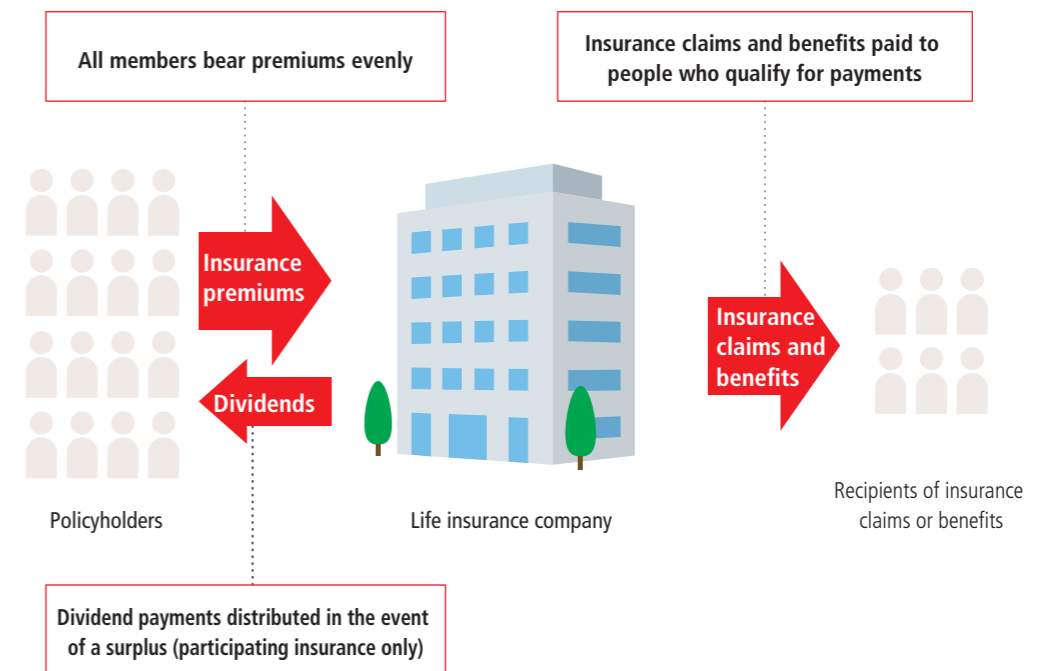 All members bear premiums evenly
Insurance claims and benefits paid to
people who qualify for payments
Insurance
premiums
Dividends
Insurance
claims and
benefits
Policyholders
Life insurance company
Recipients of insurance
claims or benefits
Dividend payments distributed in the event
of a surplus (participating insurance only)